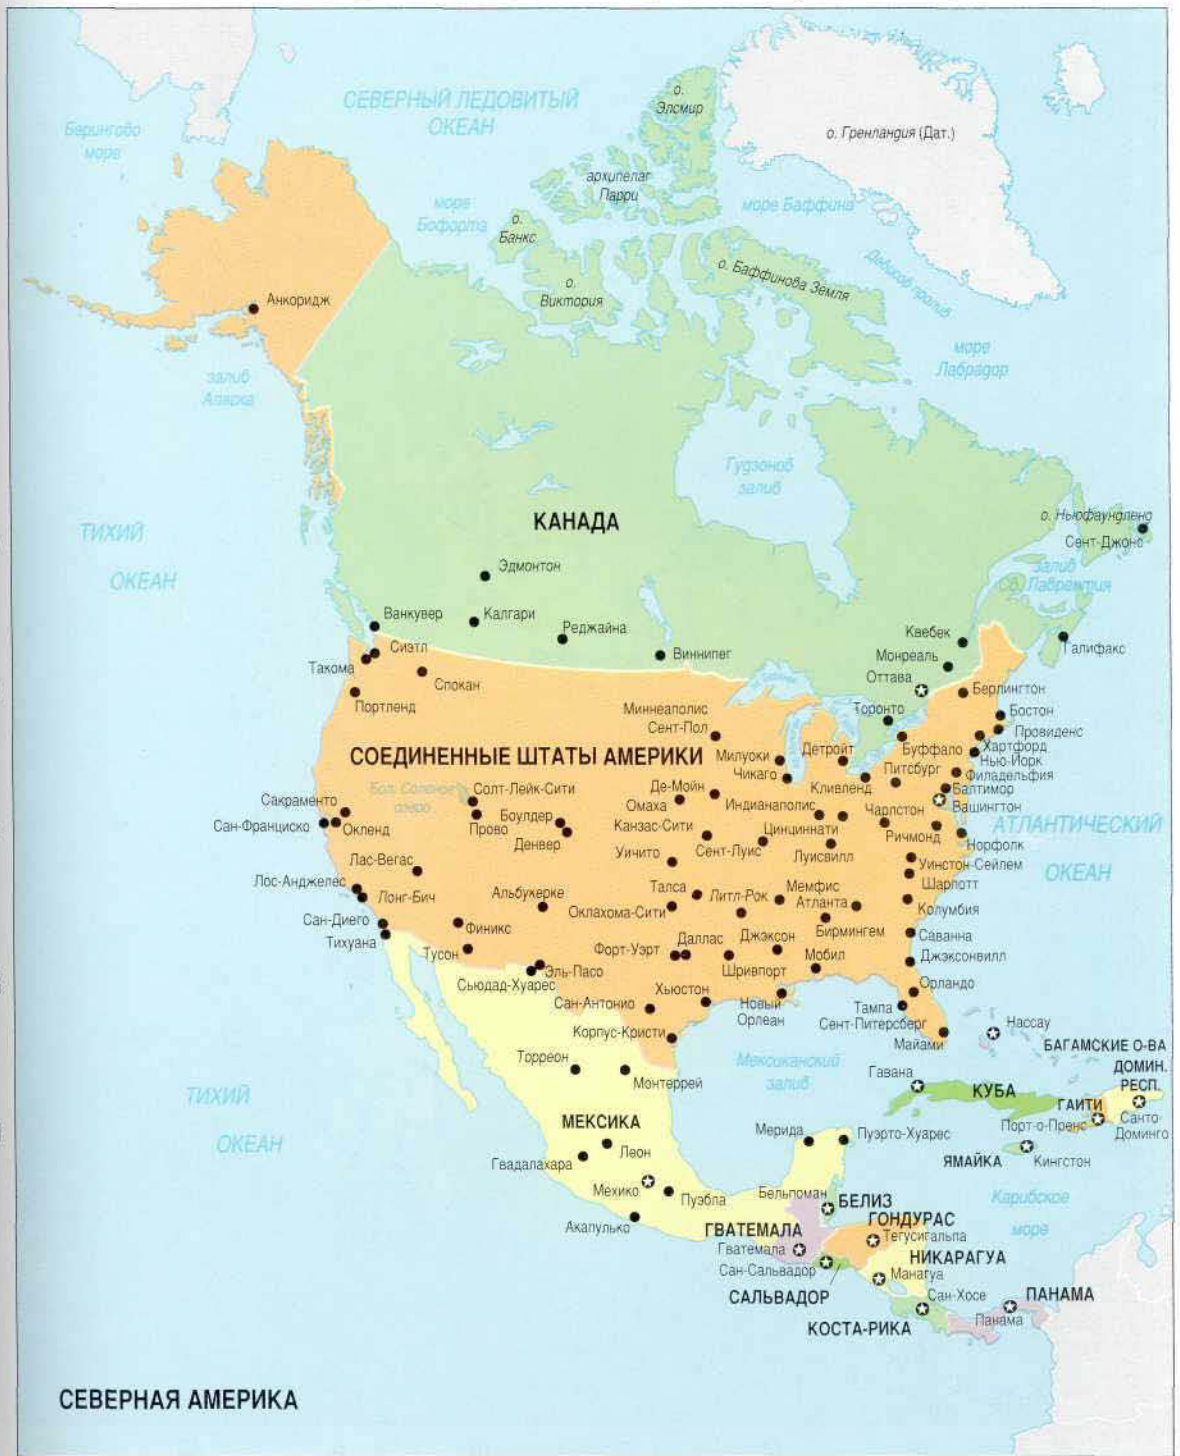 СЕВЕРНЫЙ ЛЕДОВИТЫЙ
ОКЕАН
Берингово
море
о.
Элсмир
о. Гренландия (Дат.)
архипелаг
Парри
море
Бофорта
море Баффина
о.
Банкс
о.
Виктория
о. Баффинова Земля
Девисов пролив
Анкоридж
залив
Аляска
море
Лабрадор
Гудзонов
залив
ТИХИЙ
ОКЕАН
КАНАДА
о. Ньюфаундленд
Сент-Джонс
залив
Св. Лаврентия
Эдмонтон
Ванкувер
Калгари
Реджайна
Виннипег
Квебек
Галифакс
Монреаль
Оттава
Сиэтл
Такома
Спокан
Портленд
Берлингтон
Торонто
Бостон
Провиденс
Миннеаполис
Сент-Пол
СОЕДИНЕННЫЕ ШТАТЫ АМЕРИКИ
Милуоки
Детройт
Буффало
Хартфорд
Нью-Йорк
Чикаго
Питсбург
Филадельфия
Бол. Соленое
озеро
Солт-Лейк-Сити
Де-Мойн
Кливленд
Балтимор
Омаха
Индианаполис
Чарлстон
Вашингтон
Сакраменто
Сан-Франциско
Окленд
Прово
Боулдер
Денвер
Канзас-Сити
Цинциннати
Ричмонд
АТЛАНТИЧЕСКИЙ
ОКЕАН
Норфолк
Уичито
Сент-Луис
Луисвилл
Уинстон-Сейлем
Лас-Вегас
Шарлотт
Лос-Анджелес
Лонг-Бич
Альбукерке
Талса
Литл-Рок
Мемфис
Атланта
Колумбия
Оклахома-Сити
Сан-Диего
Тихуана
Финикс
Тусон
Форт-Уэрт
Даллас
Джэксон
Бирмингем
Саванна
Джэксонвилл
Эль-Пасо
Сьюдад-Хуарес
Шривпорт
Мобил
Сан-Антонио
Хьюстон
Новый
Орлеан
Орландо
Тампа
Сент-Питерсберг
Майами
Корпус-Кристи
Нассау
БАГАМСКИЕ О-ВА
Торреон
Монтеррей
Мексиканский
залив
Гавана
КУБА
ДОМИН.
РЕСП.
ГАИТИ
Порт-о-Пренс
Санто-
Доминго
ТИХИЙ
ОКЕАН
МЕКСИКА
Мерида
Пуэрто-Хуарес
Леон
Гвадалахара
ЯМАЙКА
Кингстон
Мехико
Пуэбла
Акапулько
Бельмопан
БЕЛИЗ
Карибское
море
ГВАТЕМАЛА
Гватемала
ГОНДУРАС
Тегусигальпа
НИКАРАГУА
Сан-Сальвадор
Манагуа
САЛЬВАДОР
Сан-Хосе
ПАНАМА
Панама
КОСТА-РИКА
СЕВЕРНАЯ АМЕРИКА